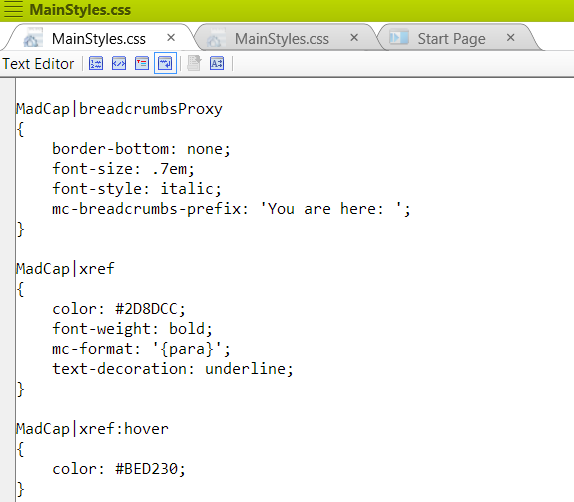 MainStyles.css
MainStyles.css
MainStyles.css
Start Page
Text Editor
MadCap|breadcrumbsProxy
{
    border-bottom: none;
    font-size: .7em;
    font-style: italic;
    mc-breadcrumbs-prefix: 'You are here: ';
}
MadCap|xref
{
    color: #2D8DCC;
    font-weight: bold;
    mc-format: '{para}';
    text-decoration: underline;
}
MadCap|xref:hover
{
    color: #BED230;
}